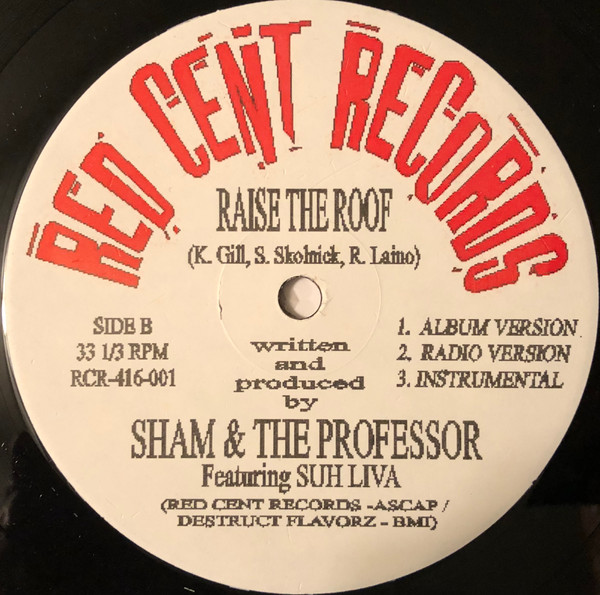 RED CENT RECORDS
RAISE THE ROOF
(K. Gill, S. Skolnick, R. Laino)
SIDE B
33 1/3 RPM
RCR-416-001
1. ALBUM VERSION
2. RADIO VERSION
3. INSTRUMENTAL
written
and
produced
by
SHAM & THE PROFESSOR
Featuring SUH LIVA
(RED CENT RECORDS -ASCAP /
DESTRUCT FLAVORZ - BMI)